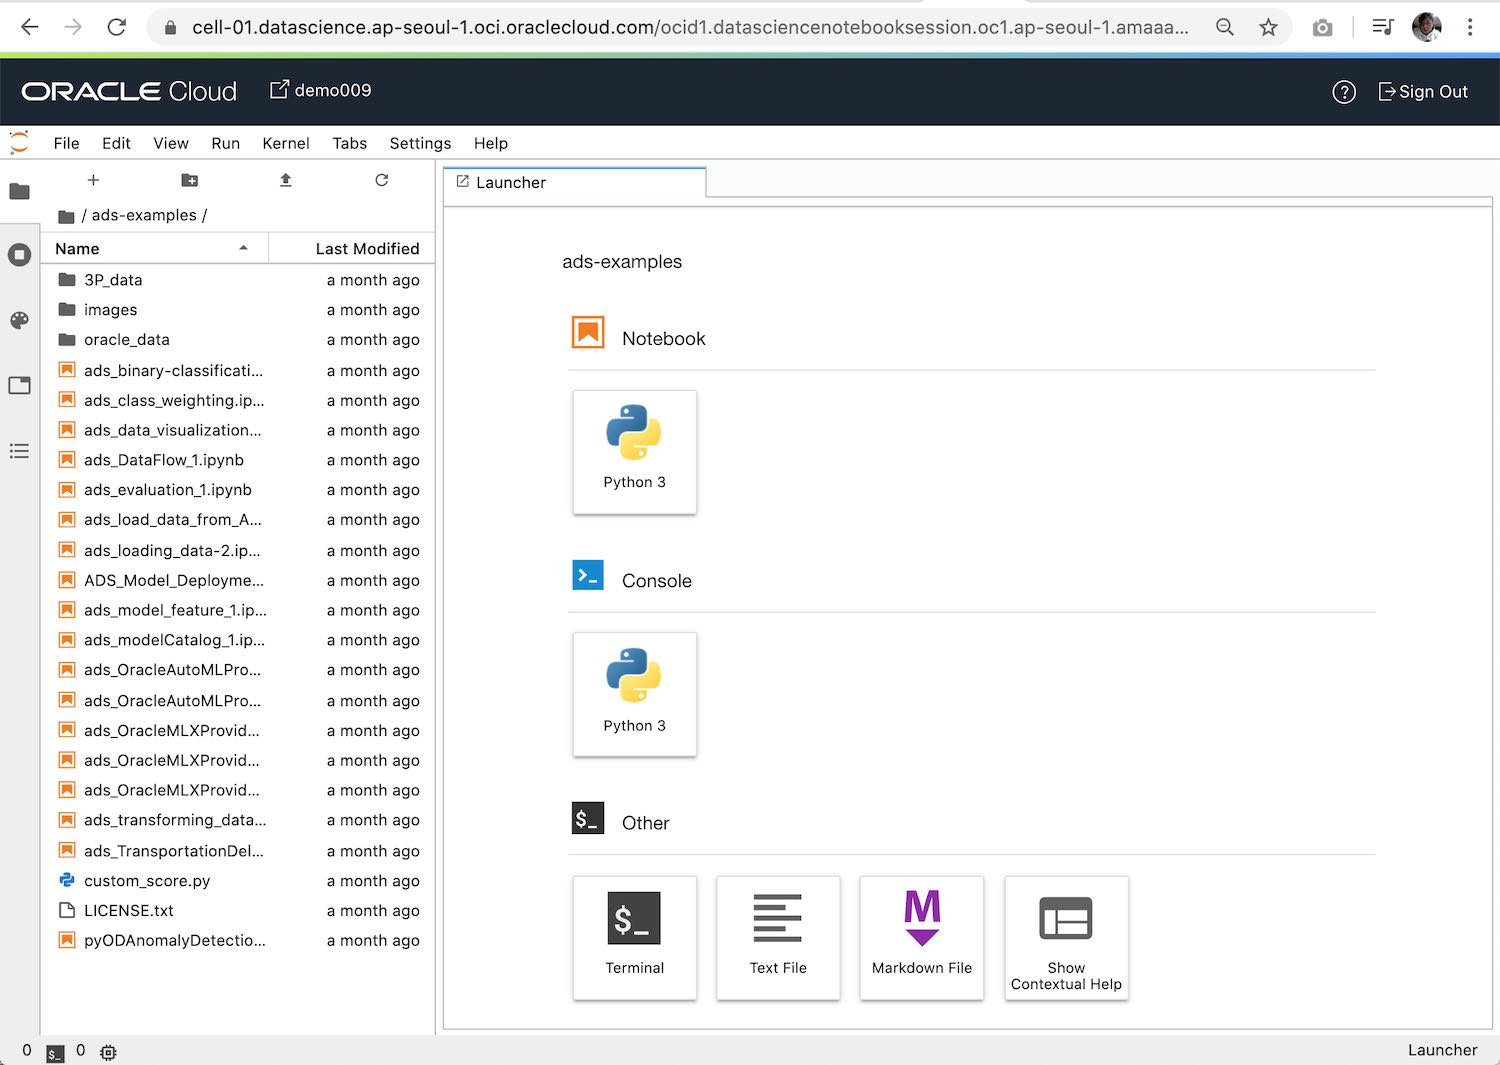 cell-01.datascience.ap-seoul-1.oci.oraclecloud.com/ocid1.datasciencenotebooksession.oc1.ap-seoul-1.amaaa...
ORACLE Cloud demo009 Sign Out
File Edit View Run Kernel Tabs Settings Help
Launcher
/ ads-examples /
Name Last Modified
3P_data a month ago
images a month ago
oracle_data a month ago
ads_binary-classificati... a month ago
ads_class_weighting.ip... a month ago
ads_data_visualization... a month ago
ads_DataFlow_1.ipynb a month ago
ads_evaluation_1.ipynb a month ago
ads_load_data_from_A... a month ago
ads_loading_data-2.ip... a month ago
ADS_Model_Deployme... a month ago
ads_model_feature_1.ip... a month ago
ads_modelCatalog_1.ip... a month ago
ads_OracleAutoMLPro... a month ago
ads_OracleAutoMLPro... a month ago
ads_OracleMLXProvid... a month ago
ads_OracleMLXProvid... a month ago
ads_OracleMLXProvid... a month ago
ads_transforming_data... a month ago
ads_TransportationDel... a month ago
custom_score.py a month ago
LICENSE.txt a month ago
pyODAnomalyDetectio... a month ago
ads-examples
Notebook
Python 3
Console
Python 3
$_ Other
$_
Terminal
Text File
M
Markdown File
Show
Contextual Help
0 $_ 0 Launcher